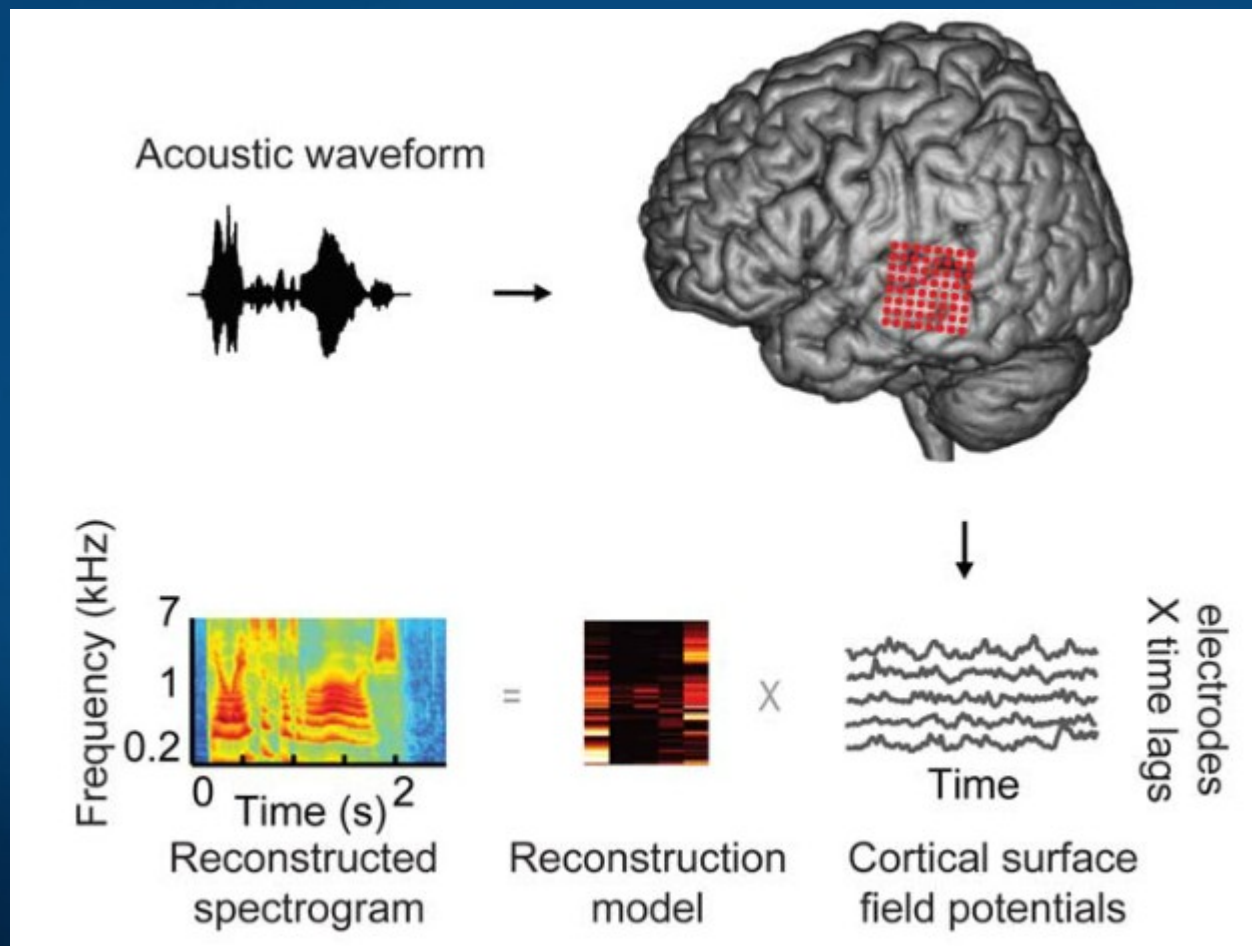 Acoustic waveform
Frequency (kHz)
7
1
0.2
0
2
Time (s)
Reconstructed
spectrogram
=
Reconstruction
model
X
Time
electrodes
X time lags
Cortical surface
field potentials